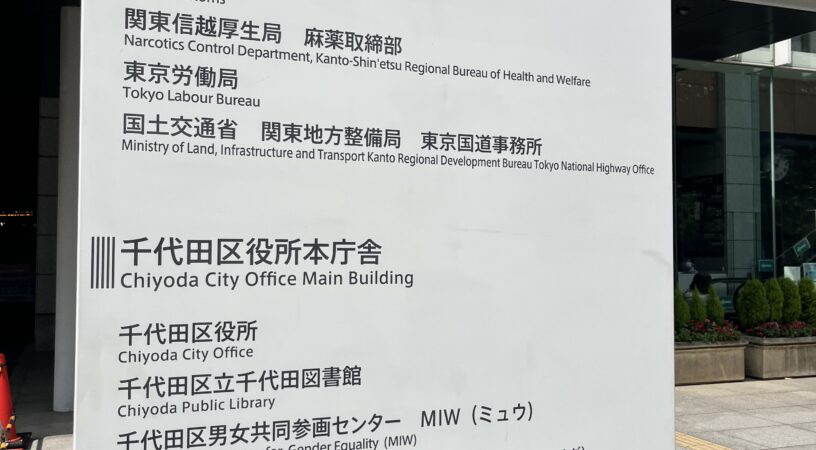 関東信越厚生局　麻薬取締部
Narcotics Control Department, Kanto-Shin'etsu Regional Bureau of Health and Welfare
東京労働局
Tokyo Labour Bureau
国土交通省　関東地方整備局　東京国道事務所
Ministry of Land, Infrastructure and Transport Kanto Regional Development Bureau Tokyo National Highway Office
千代田区役所本庁舎
Chiyoda City Office Main Building
千代田区役所
Chiyoda City Office
千代田区立千代田図書館
Chiyoda Public Library
千代田区男女共同参画センター　MIW（ミュウ）
for Gender Equality (MIW)